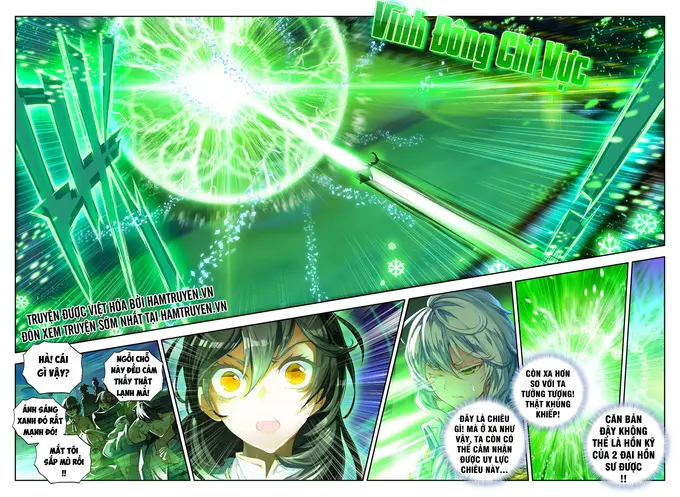 Vĩnh Đông Chi Vực
TRUYỆN ĐƯỢC VIỆT HÓA BỞI HAMTRUYEN.VN
ĐÓN XEM TRUYỆN SỚM NHẤT TẠI HAMTRUYEN.VN
HẢ! CÁI
GÌ VẬY?
NGỒI CHỖ
NÀY ĐỀU CẢM
THẤY THẬT
LẠNH MÀ!
ÁNH SÁNG
XANH ĐÓ RẤT
MẠNH ĐÓ!
MẮT TÔI
SẮP MÙ RỒI
!!
ĐÂY LÀ CHIÊU
GÌ! MÀ Ở XA NHƯ
VẬY, TA CÒN CÓ
THỂ CẢM NHẬN
ĐƯỢC UY LỰC
CHIÊU NÀY...
CÒN XA HƠN
SO VỚI TA
TƯỞNG TƯỢNG!
THẬT KHỦNG
KHIẾP!
CĂN BẢN
ĐÂY KHÔNG
THỂ LÀ HỒN KỸ
CỦA 2 ĐẠI HỒN
SƯ ĐƯỢC
!!